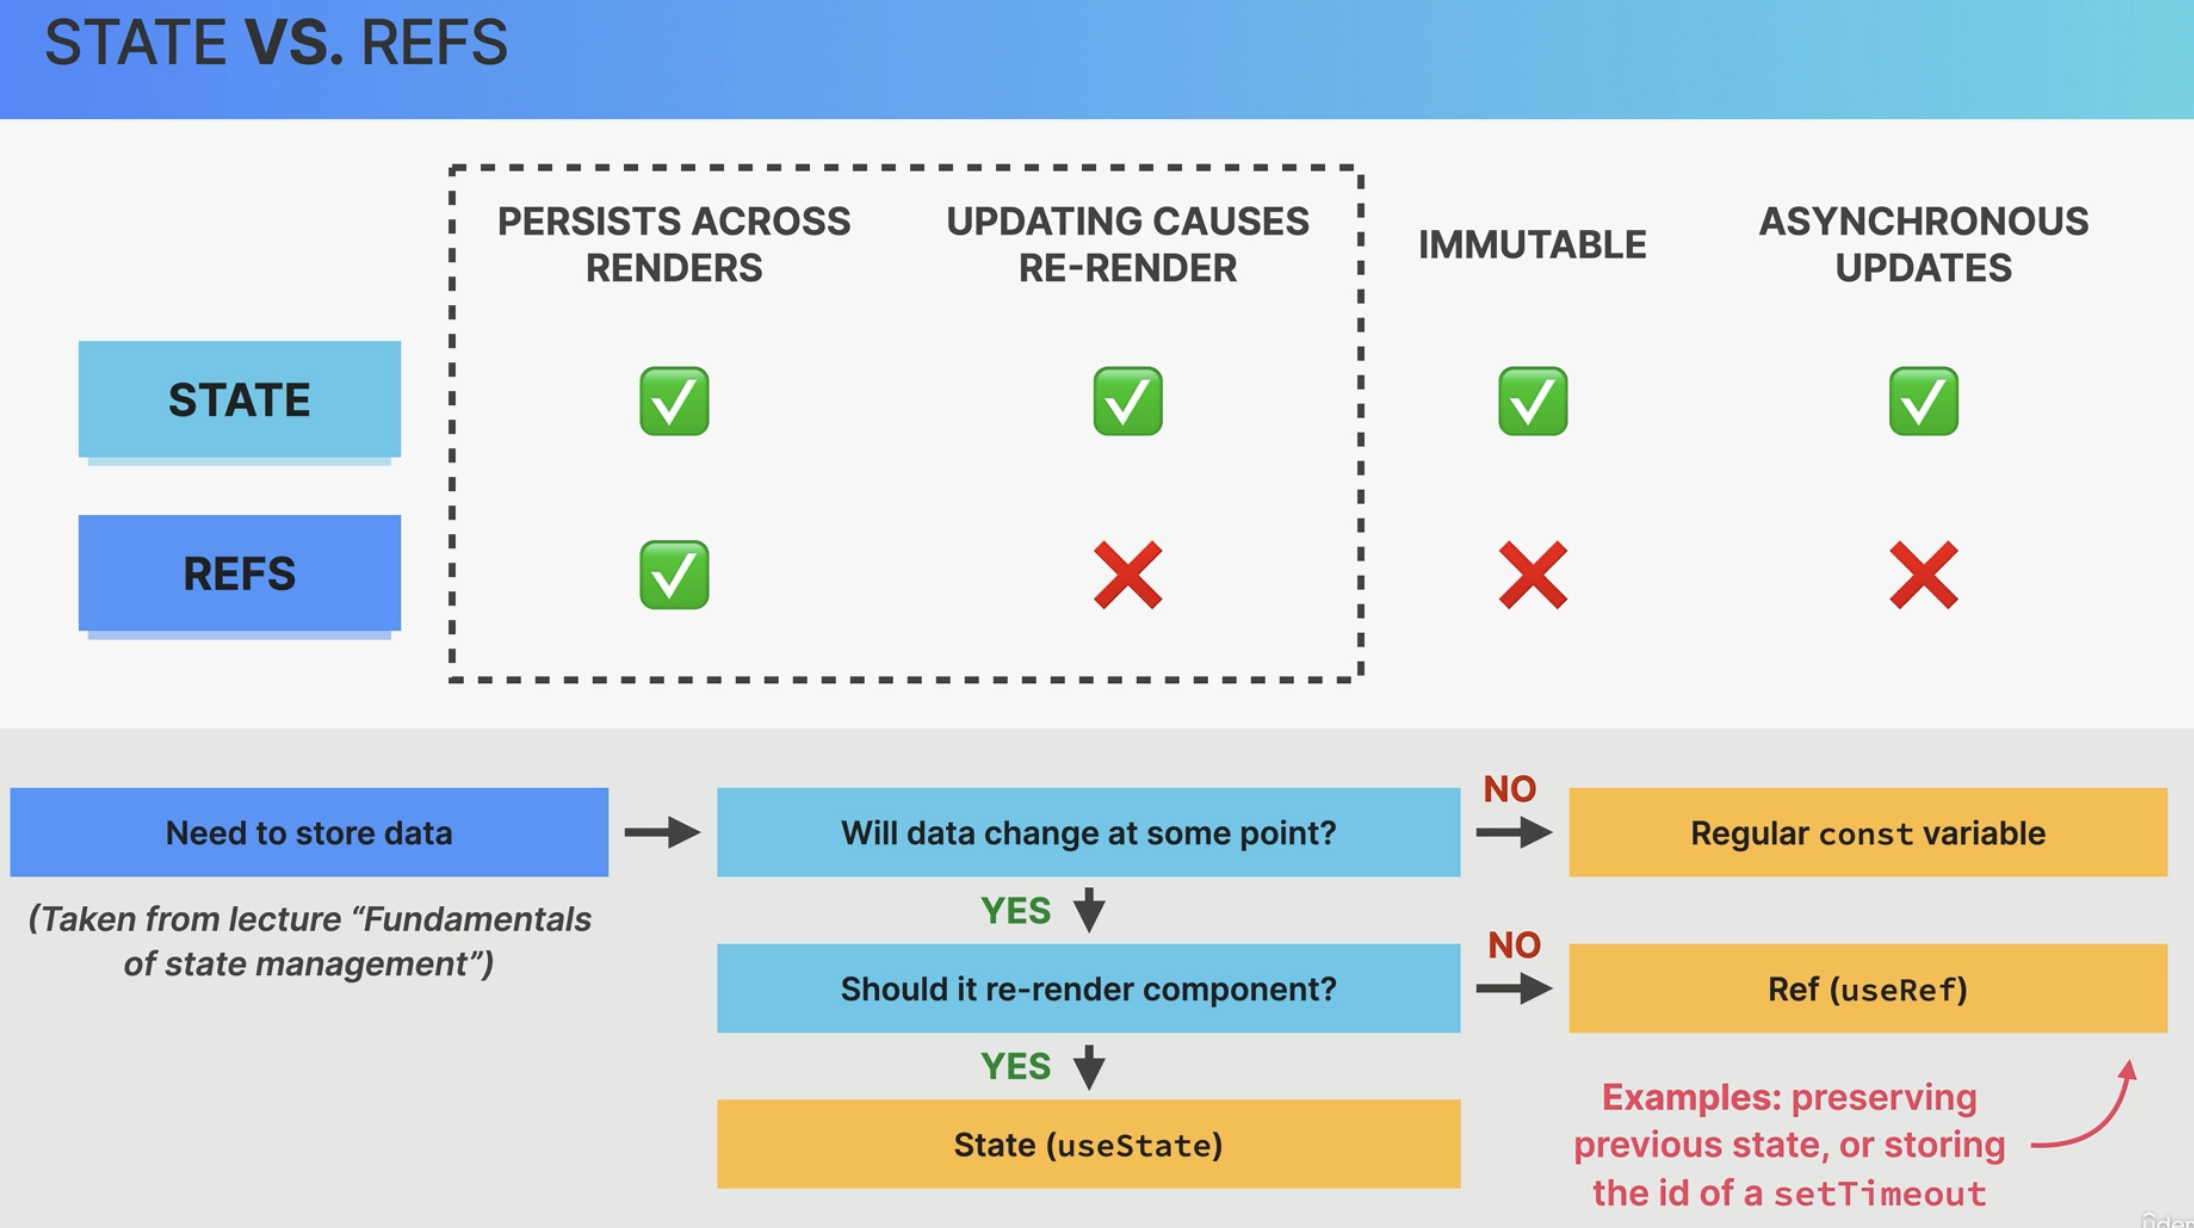 STATE VS. REFS
PERSISTS ACROSS
RENDERS
UPDATING CAUSES
RE-RENDER
IMMUTABLE
ASYNCHRONOUS
UPDATES
STATE
REFS
Need to store data
(Taken from lecture “Fundamentals
of state management”)
Will data change at some point?
NO
Regular const variable
YES
Should it re-render component?
NO
Ref (useRef)
YES
State (useState)
Examples: preserving
previous state, or storing
the id of a setTimeout